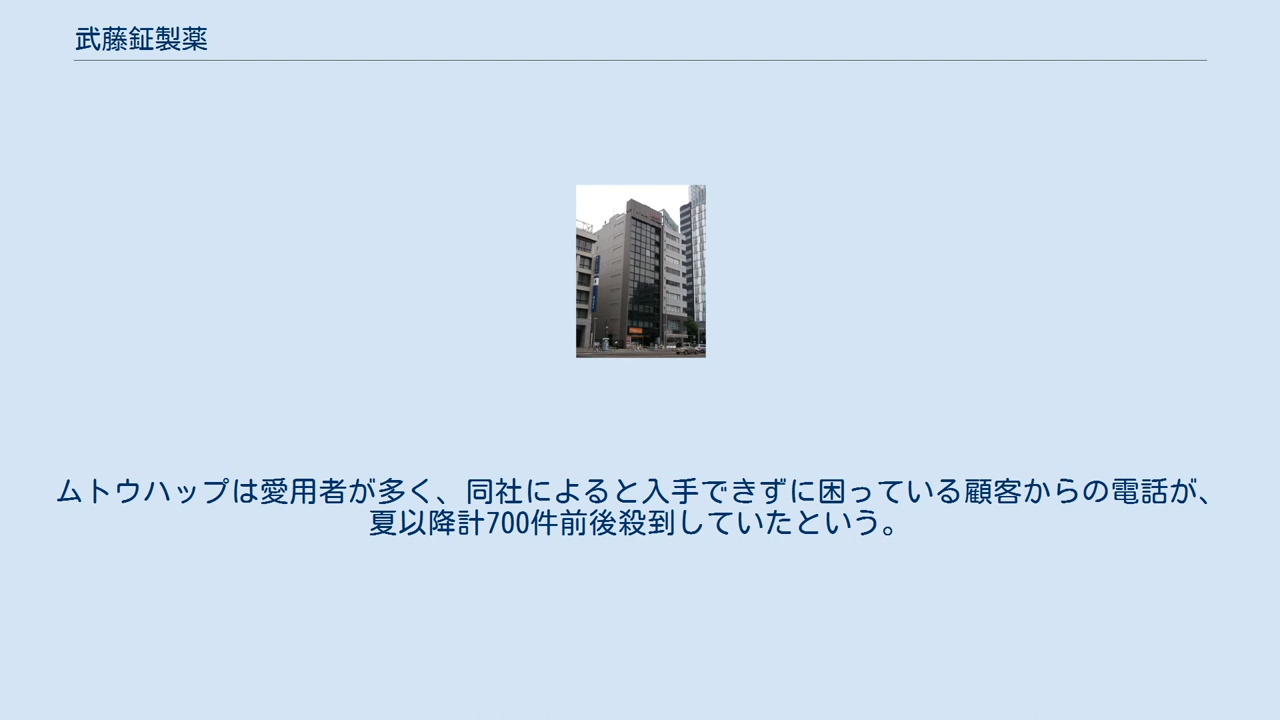 武藤鉦製薬
ムトウハップは愛用者が多く、同社によると入手できずに困っている顧客からの電話が、
夏以降計700件前後殺到していたという。